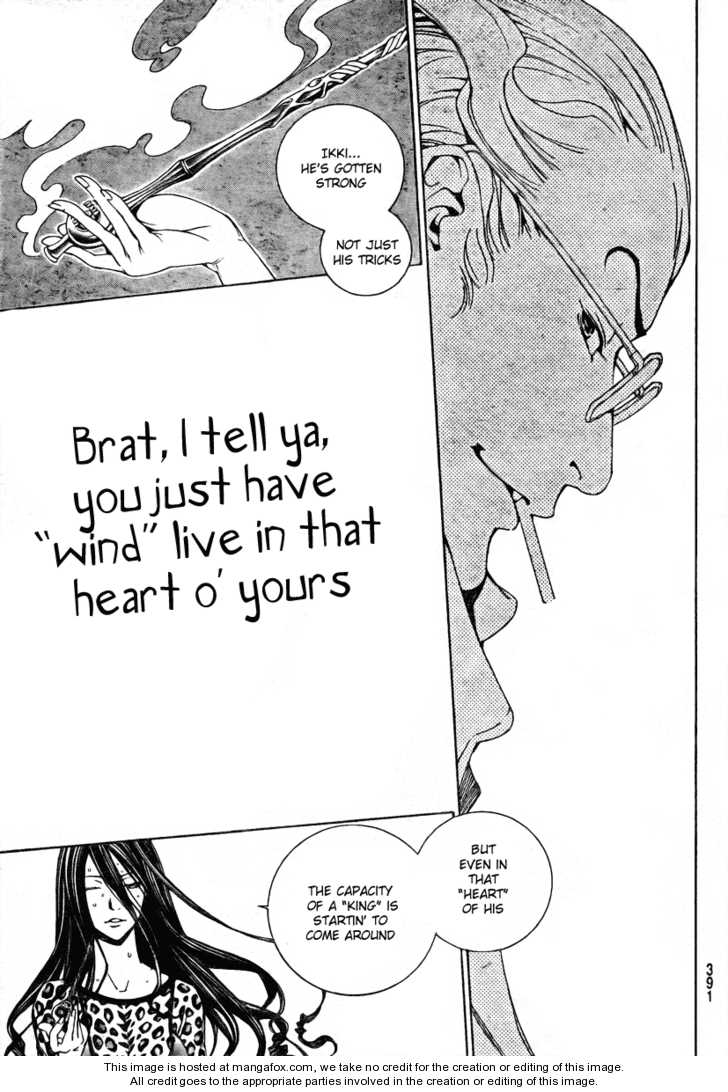 IKKI...
HE'S GOTTEN
STRONG
NOT JUST
HIS TRICKS
Brat, I tell ya,
you just have
"wind" live in that
heart o' yours
BUT
EVEN IN
THAT
"HEART"
OF HIS
THE CAPACITY
OF A "KING" IS
STARTIN' TO
COME AROUND
391
This image is hosted at mangafox.com, we take no credit for the creation or editing of this image.
All credit goes to the appropriate parties involved in the creation or editing of this image.